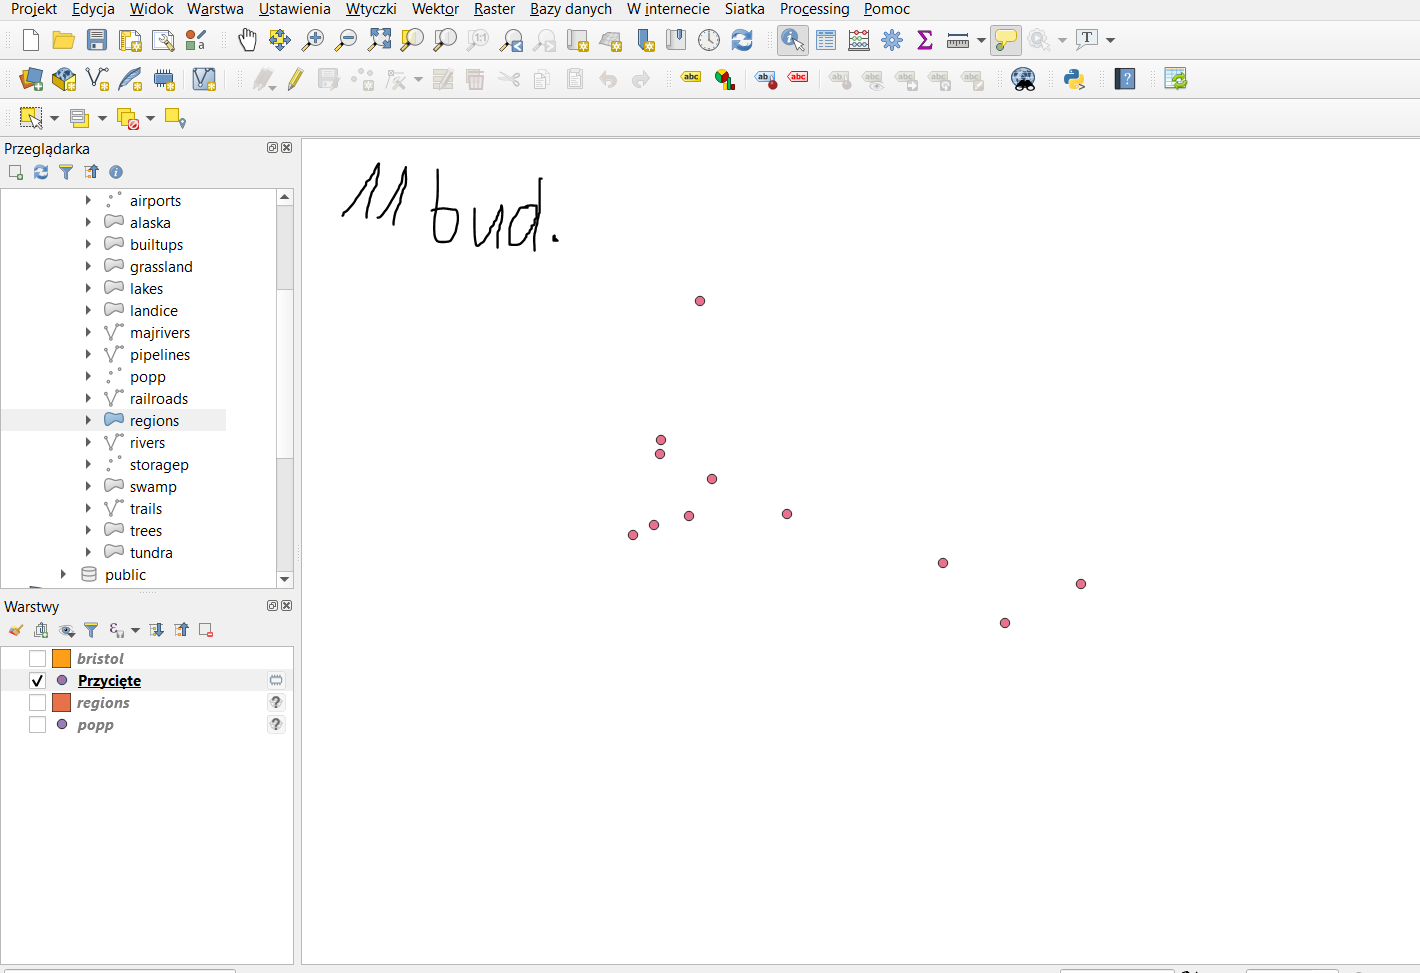 Projekt Edycja Widok Warstwa Ustawienia Wtyczki Wektor Raster Bazy danych W internecie Siatka Processing Pomoc
Przeglądarka
airports
alaska
builtups
grassland
lakes
landice
majrivers
pipelines
popp
railroads
regions
rivers
storagep
swamp
trails
trees
tundra
public
Warstwy
bristol
Przycięte
regions
popp
11 bud.